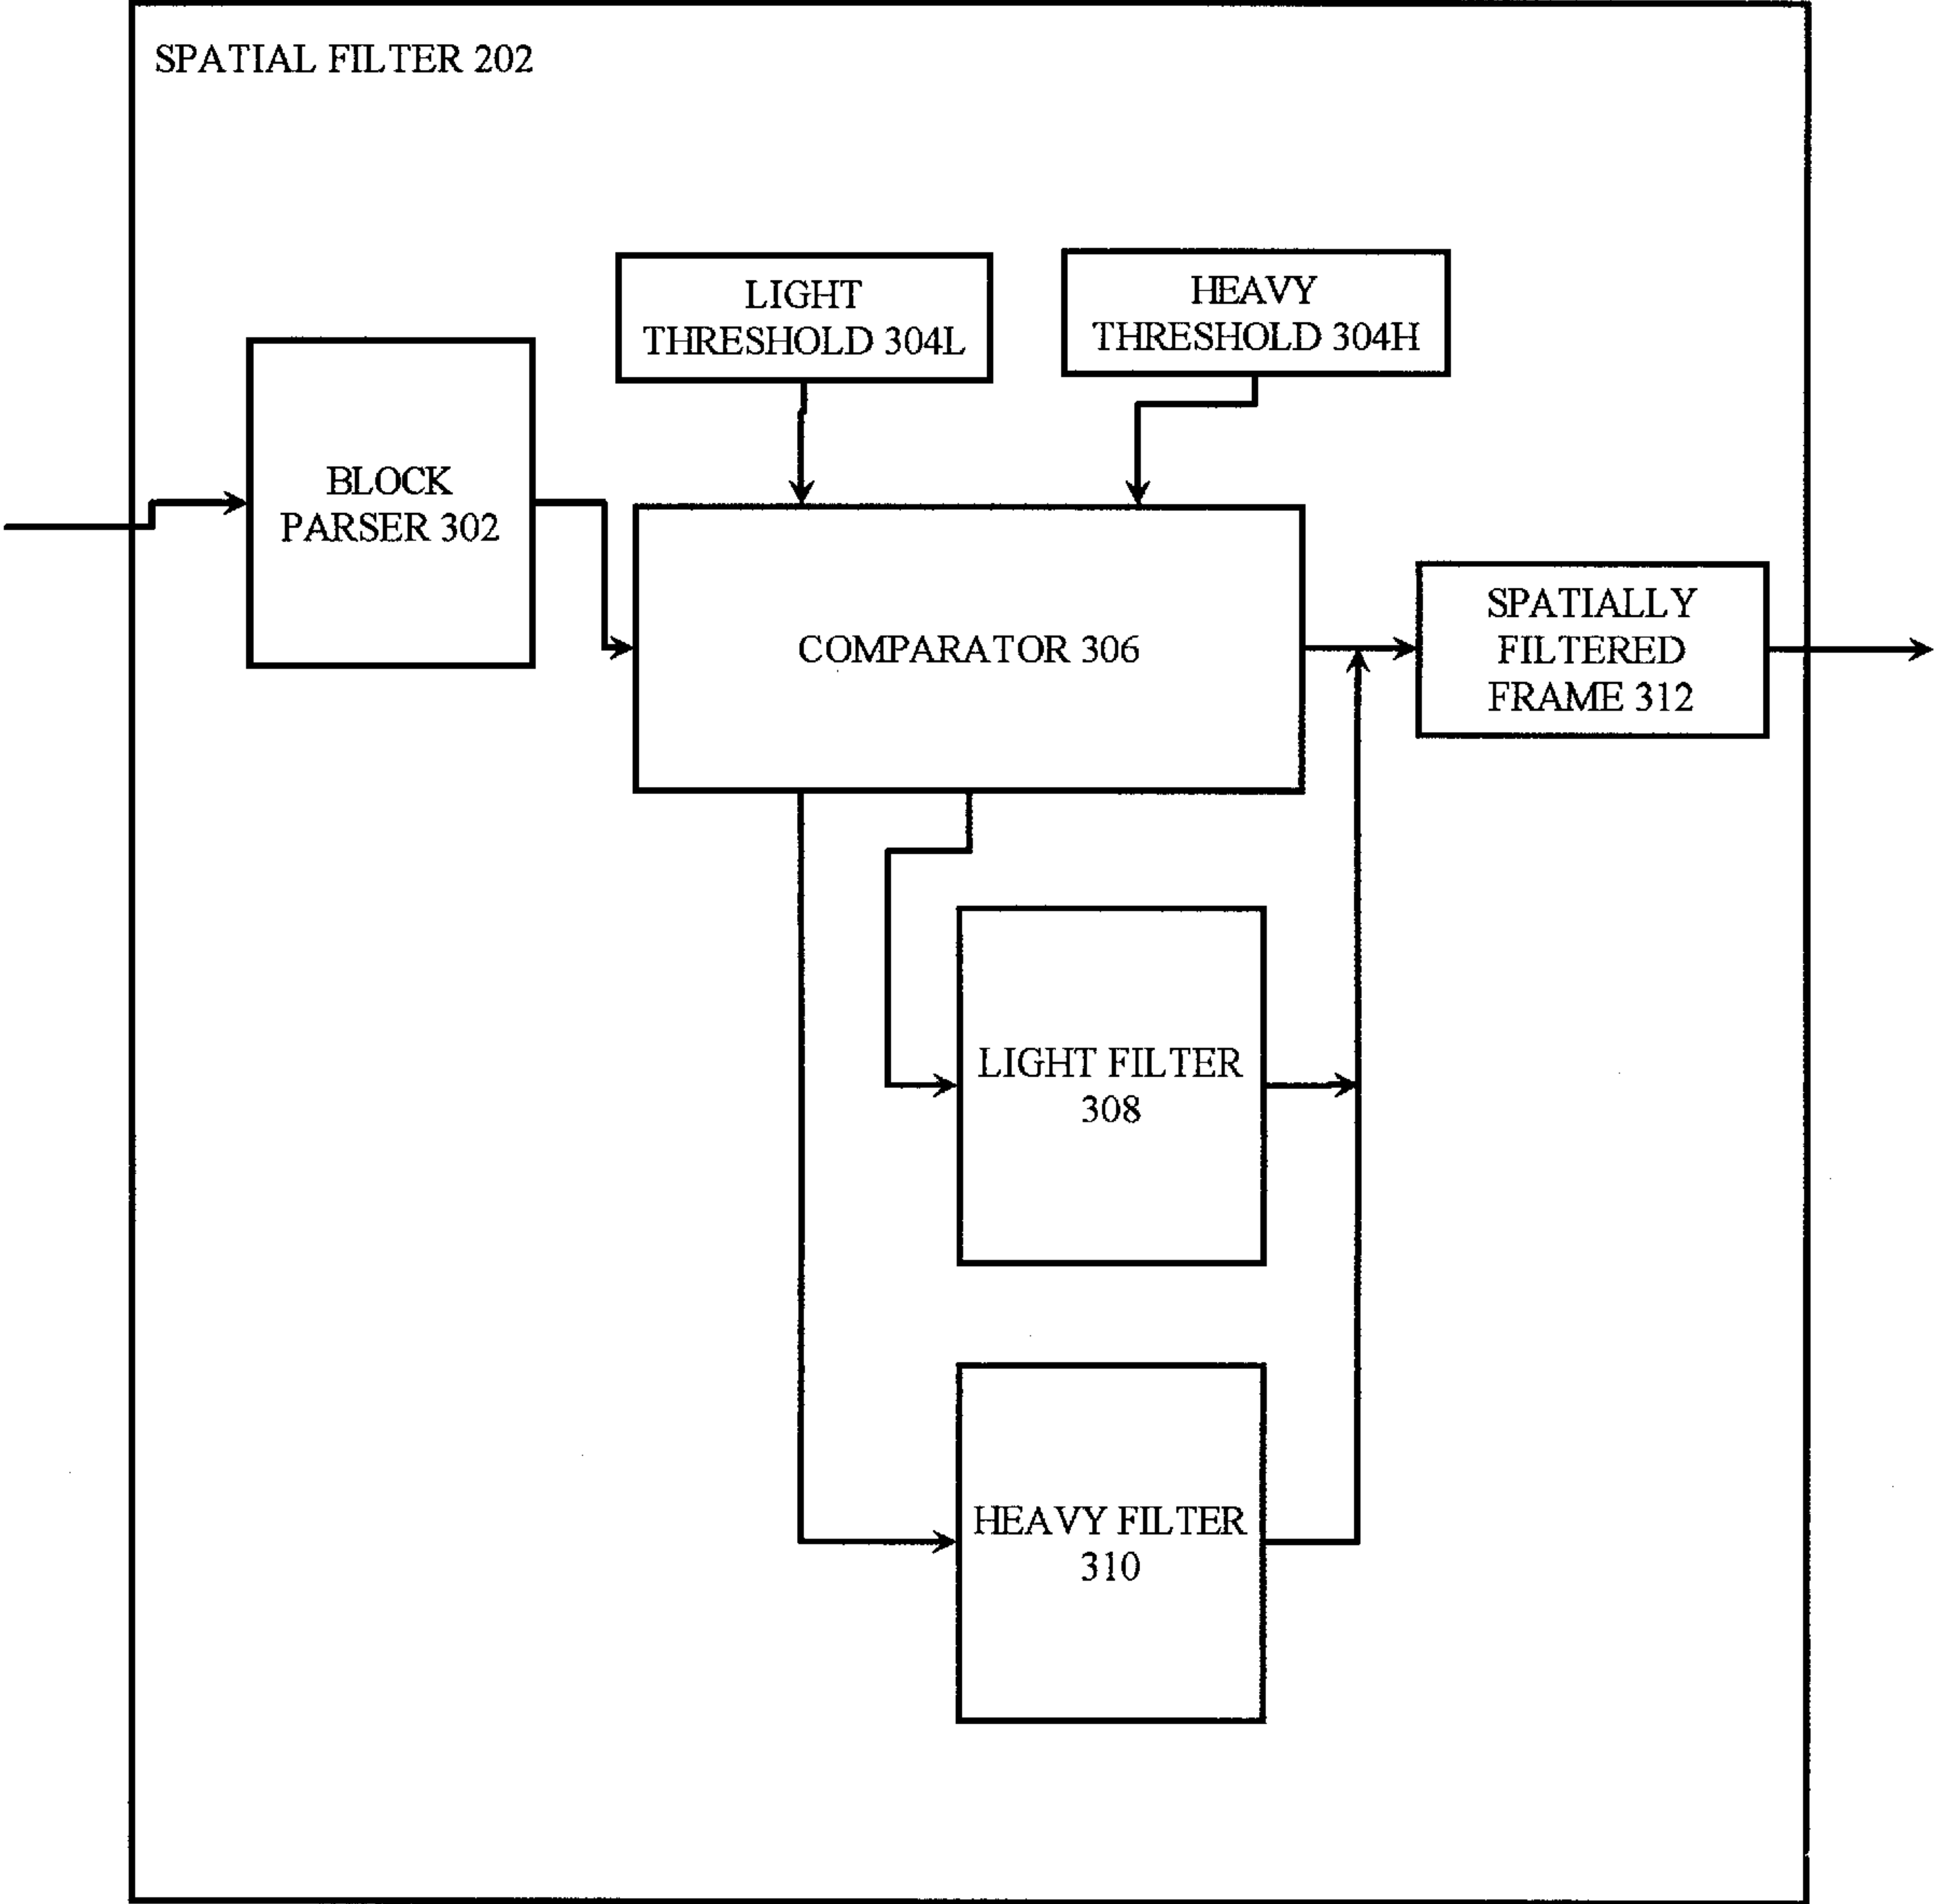 SPATIAL FILTER 202
LIGHT
THRESHOLD 304L
HEAVY
THRESHOLD 304H
BLOCK
PARSER 302
COMPARATOR 306
SPATIALLY
FILTERED
FRAME 312
LIGHT FILTER
308
HEAVY FILTER
310